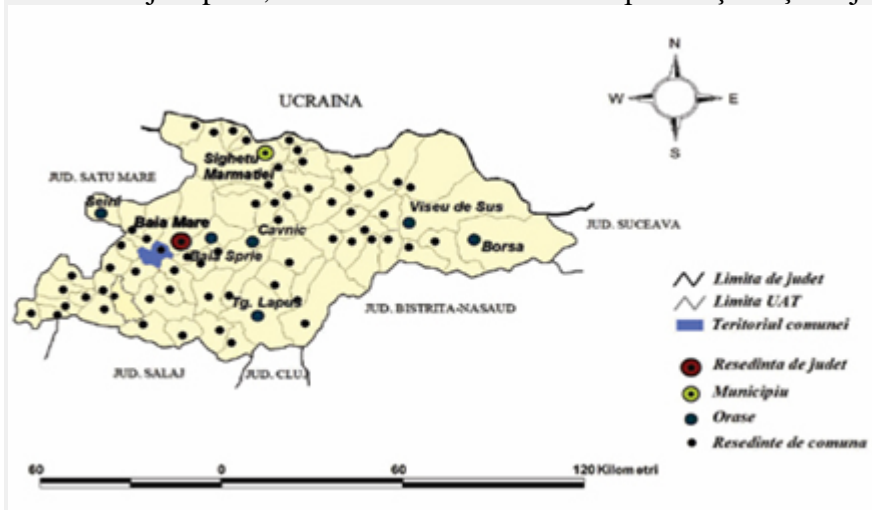 N
W
E
S
UCRAINA
JUD. SATU MARE
Sighetu
Marmatiei
Seini
Baia Mare
Cavnic
Baia Sprie
Viseu de Sus
Borsa
JUD. SUCEAVA
Tg. Lapus
JUD. BISTRITA-NASAUD
JUD. SALAJ
JUD. CLUJ
Limita de judet
Limita UAT
Teritoriul comunei
Resedinta de judet
Municipiu
Orase
Resedinte de comuna
60
0
60
120 Kilometri